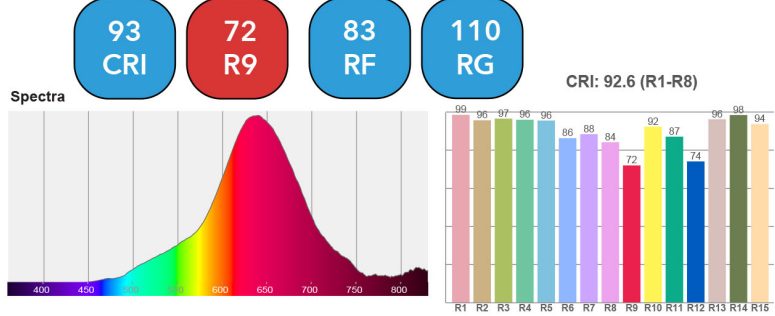 93
CRI
72
R9
83
RF
110
RG
Spectra
400 450 500 550 600 650 700 750 800
CRI: 92.6 (R1-R8)
99 96 97 96 96 86 88 84 72 92 87 74 96 98 94
R1 R2 R3 R4 R5 R6 R7 R8 R9 R10 R11 R12 R13 R14 R15